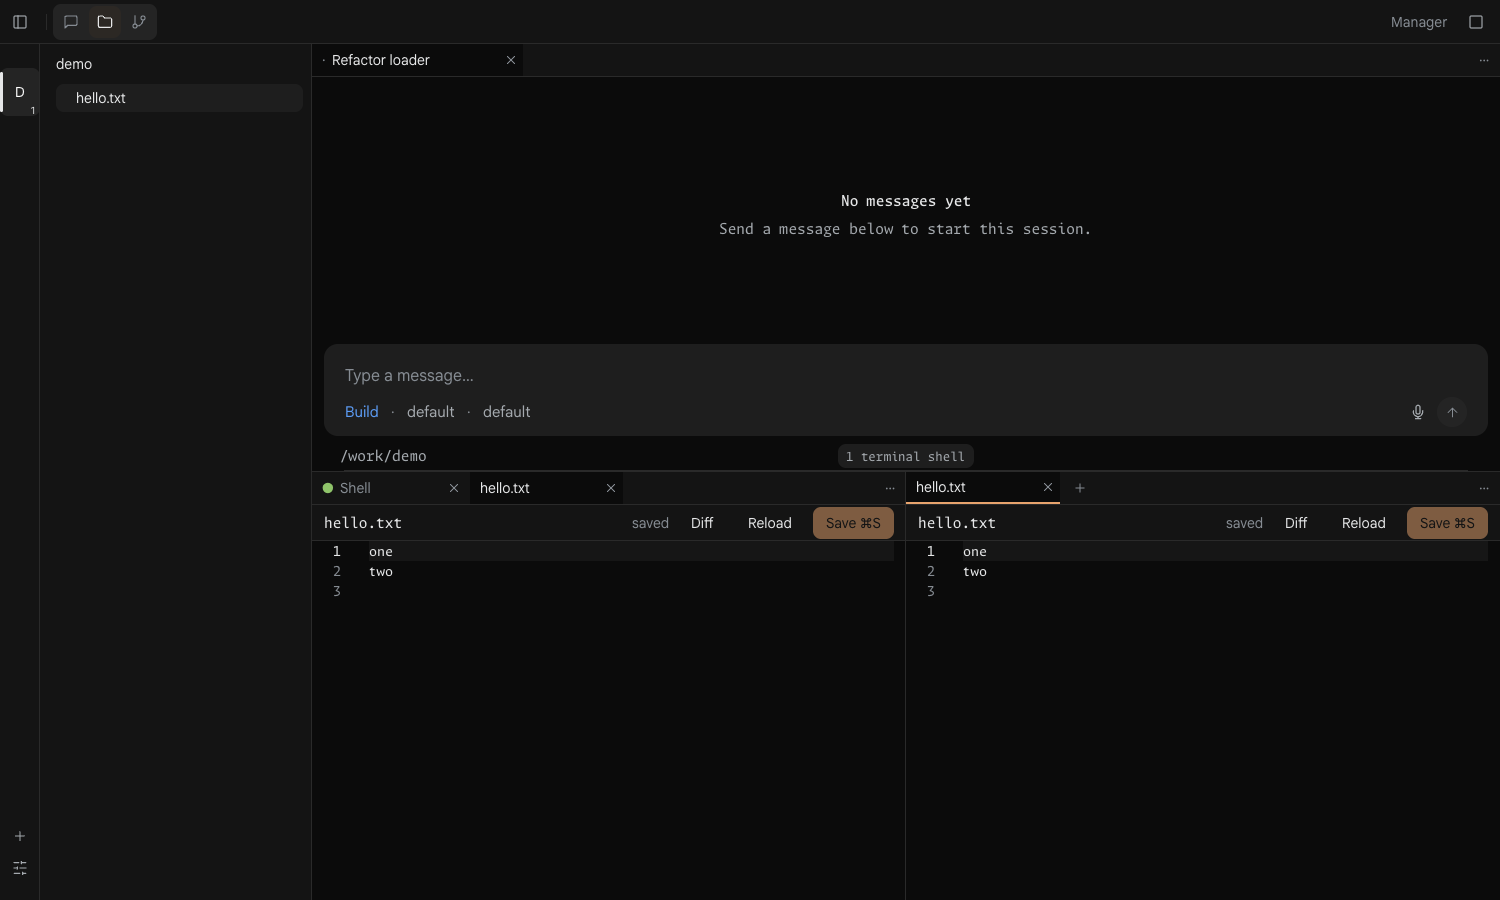 Manager
D
1
demo
hello.txt
· Refactor loader
No messages yet
Send a message below to start this session.
Type a message...
Build · default · default
/work/demo
1 terminal shell
Shell
hello.txt
hello.txt saved Diff Reload Save ⌘S
1 one
2 two
3
hello.txt
hello.txt saved Diff Reload Save ⌘S
1 one
2 two
3